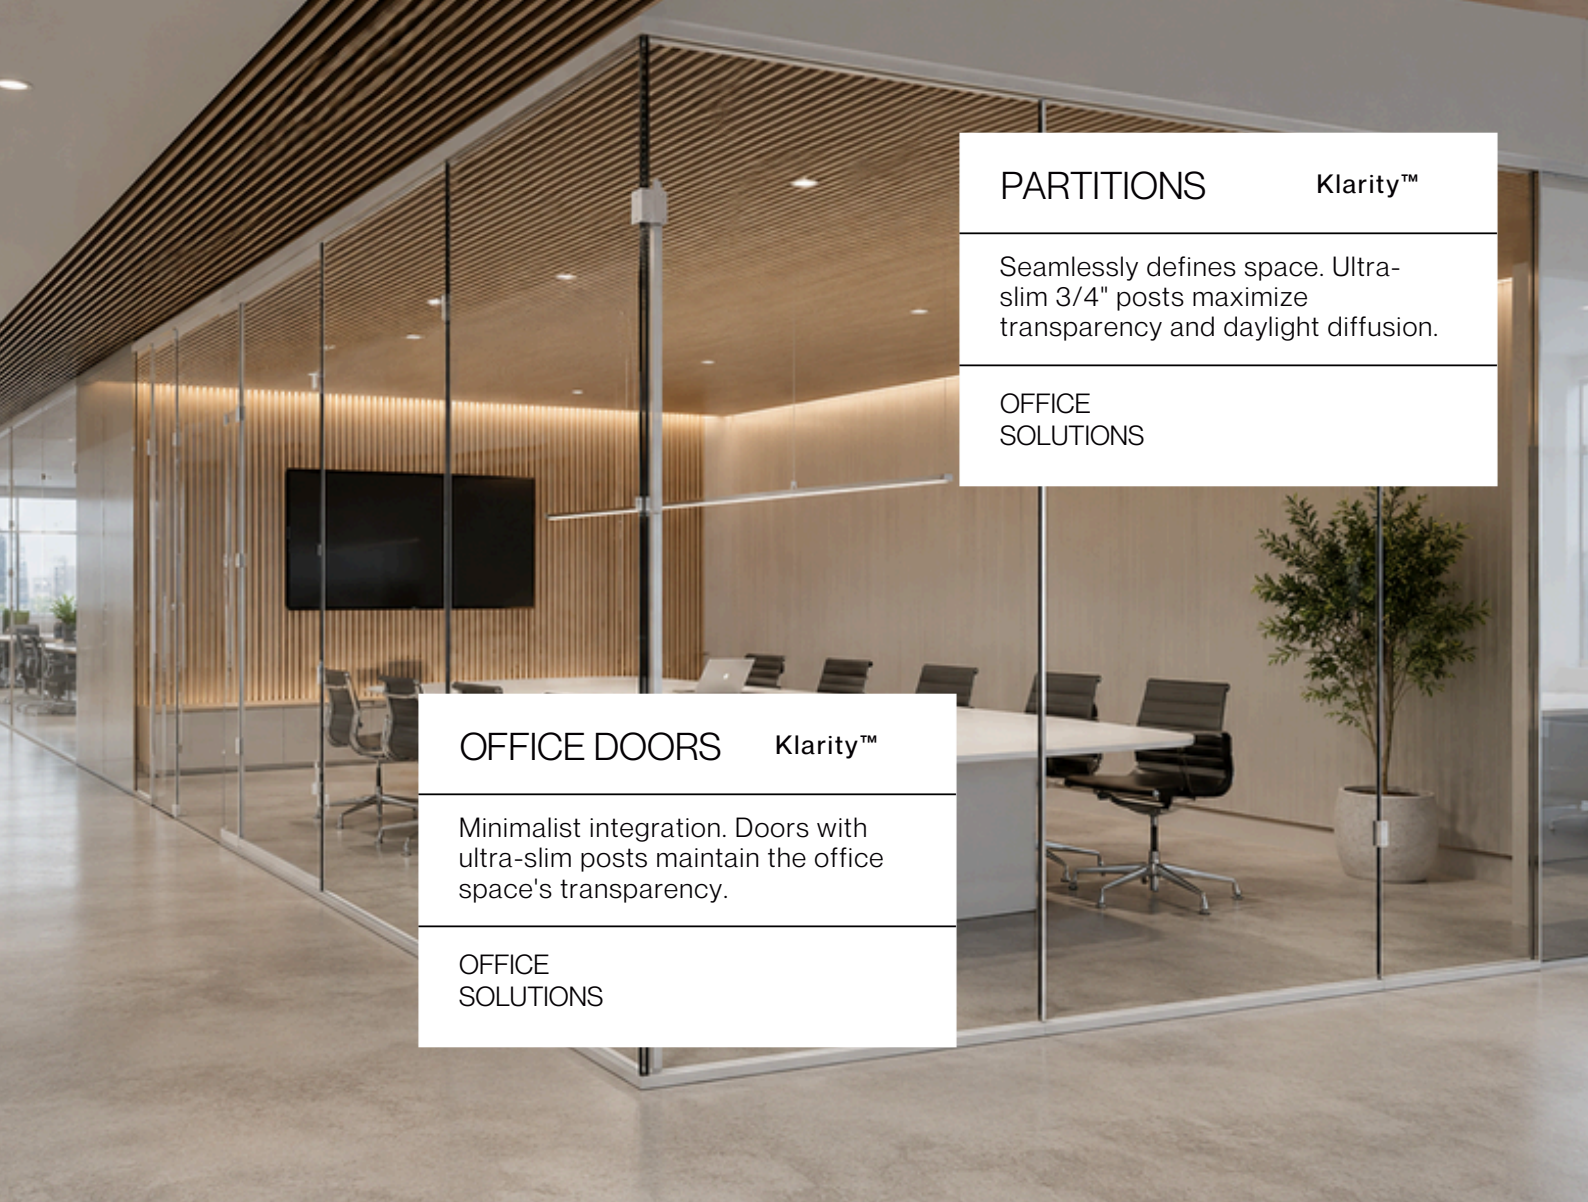 PARTITIONS Klarity™
Seamlessly defines space. Ultra-
slim 3/4" posts maximize
transparency and daylight diffusion.
OFFICE
SOLUTIONS
OFFICE DOORS Klarity™
Minimalist integration. Doors with
ultra-slim posts maintain the office
space's transparency.
OFFICE
SOLUTIONS